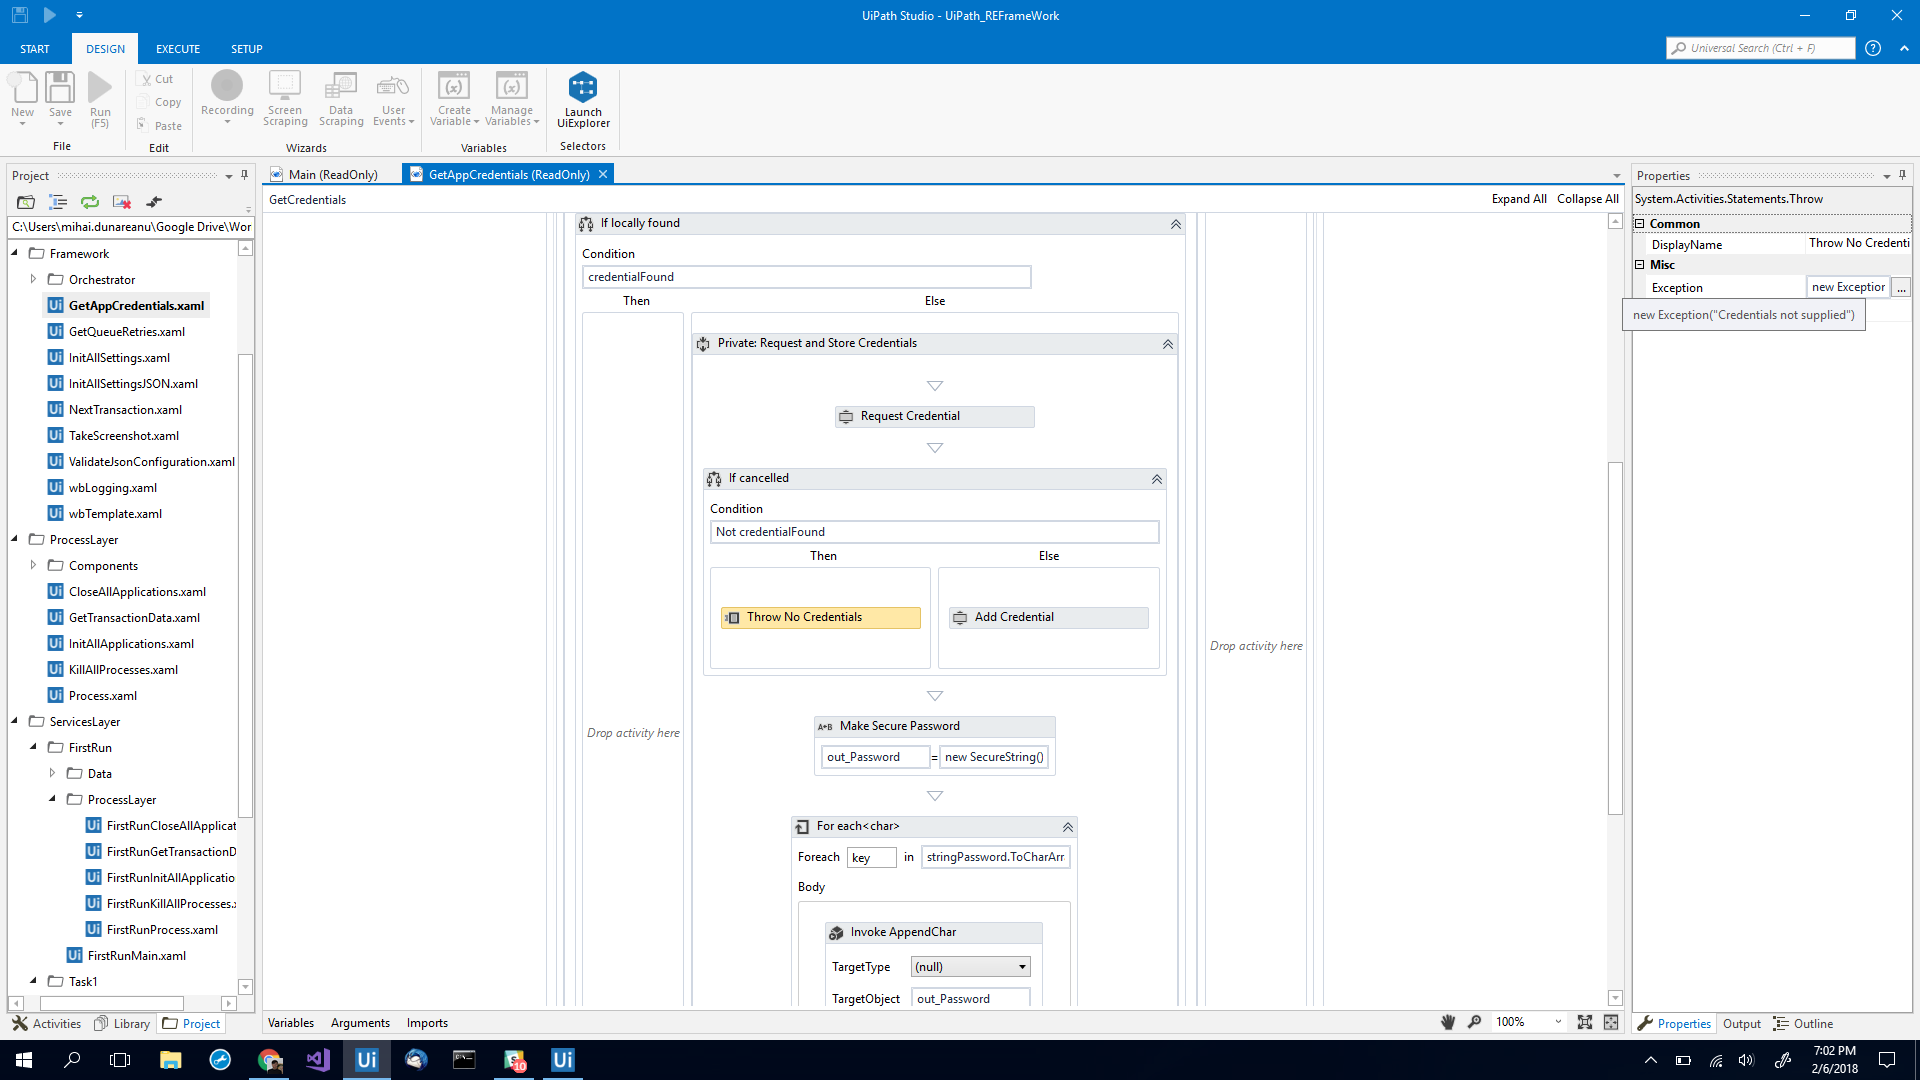 UiPath Studio - UiPath_REFrameWork
START
DESIGN
EXECUTE
SETUP
Universal Search (Ctrl + F)
New
Save
Run
(F5)
File
Cut
Copy
Paste
Edit
Recording
Screen
Scraping
Data
Scraping
User
Events
Wizards
Create
Variable
Manage
Variables
Variables
Launch
UiExplorer
Selectors
Project
C:\Users\mihai.dunareanu\Google Drive\Wor
Framework
Orchestrator
GetAppCredentials.xaml
GetQueueRetries.xaml
InitAllSettings.xaml
InitAllSettingsJSON.xaml
NextTransaction.xaml
TakeScreenshot.xaml
ValidateJsonConfiguration.xaml
wbLogging.xaml
wbTemplate.xaml
ProcessLayer
Components
CloseAllApplications.xaml
GetTransactionData.xaml
InitAllApplications.xaml
KillAllProcesses.xaml
Process.xaml
ServicesLayer
FirstRun
Data
ProcessLayer
FirstRunCloseAllApplicat
FirstRunGetTransactionD
FirstRunInitAllApplicatio
FirstRunKillAllProcesses.x
FirstRunProcess.xaml
FirstRunMain.xaml
Task1
Activities
Library
Project
Main (ReadOnly)
GetAppCredentials (ReadOnly)
GetCredentials
Expand All
Collapse All
If locally found
Condition
credentialFound
Then
Else
Drop activity here
Private: Request and Store Credentials
Request Credential
If cancelled
Condition
Not credentialFound
Then
Else
Throw No Credentials
Add Credential
Make Secure Password
A+B
out_Password
=
new SecureString()
For each<char>
Foreach
key
in
stringPassword.ToCharArr
Body
Invoke AppendChar
TargetType
(null)
TargetObject
out_Password
Drop activity here
Variables
Arguments
Imports
100%
Properties
System.Activities.Statements.Throw
Common
DisplayName
Throw No Credenti
Misc
Exception
new Exception
...
new Exception("Credentials not supplied")
Properties
Output
Outline
Ui
10
Ui
7:02 PM
2/6/2018